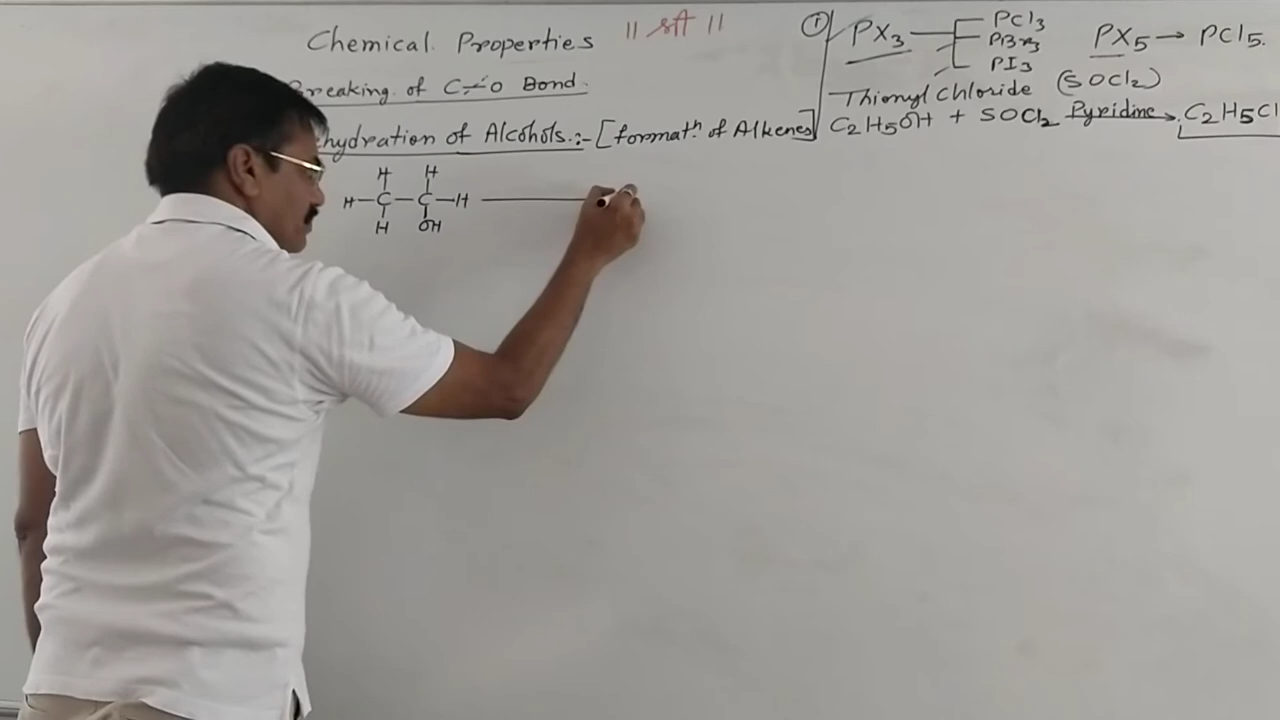 Chemical Properties
|| श्री ||
Breaking of C–O Bond.
hydration of Alcohols :- [formatⁿ of Alkenes]
H H
H–C–C–H
H OH
① PX₃ PCl₃
PBr₃
PI₃
PX₅ → PCl₅.
Thionyl Chloride (SOCl₂)
C₂H₅OH + SOCl₂ Pyridine→ C₂H₅Cl